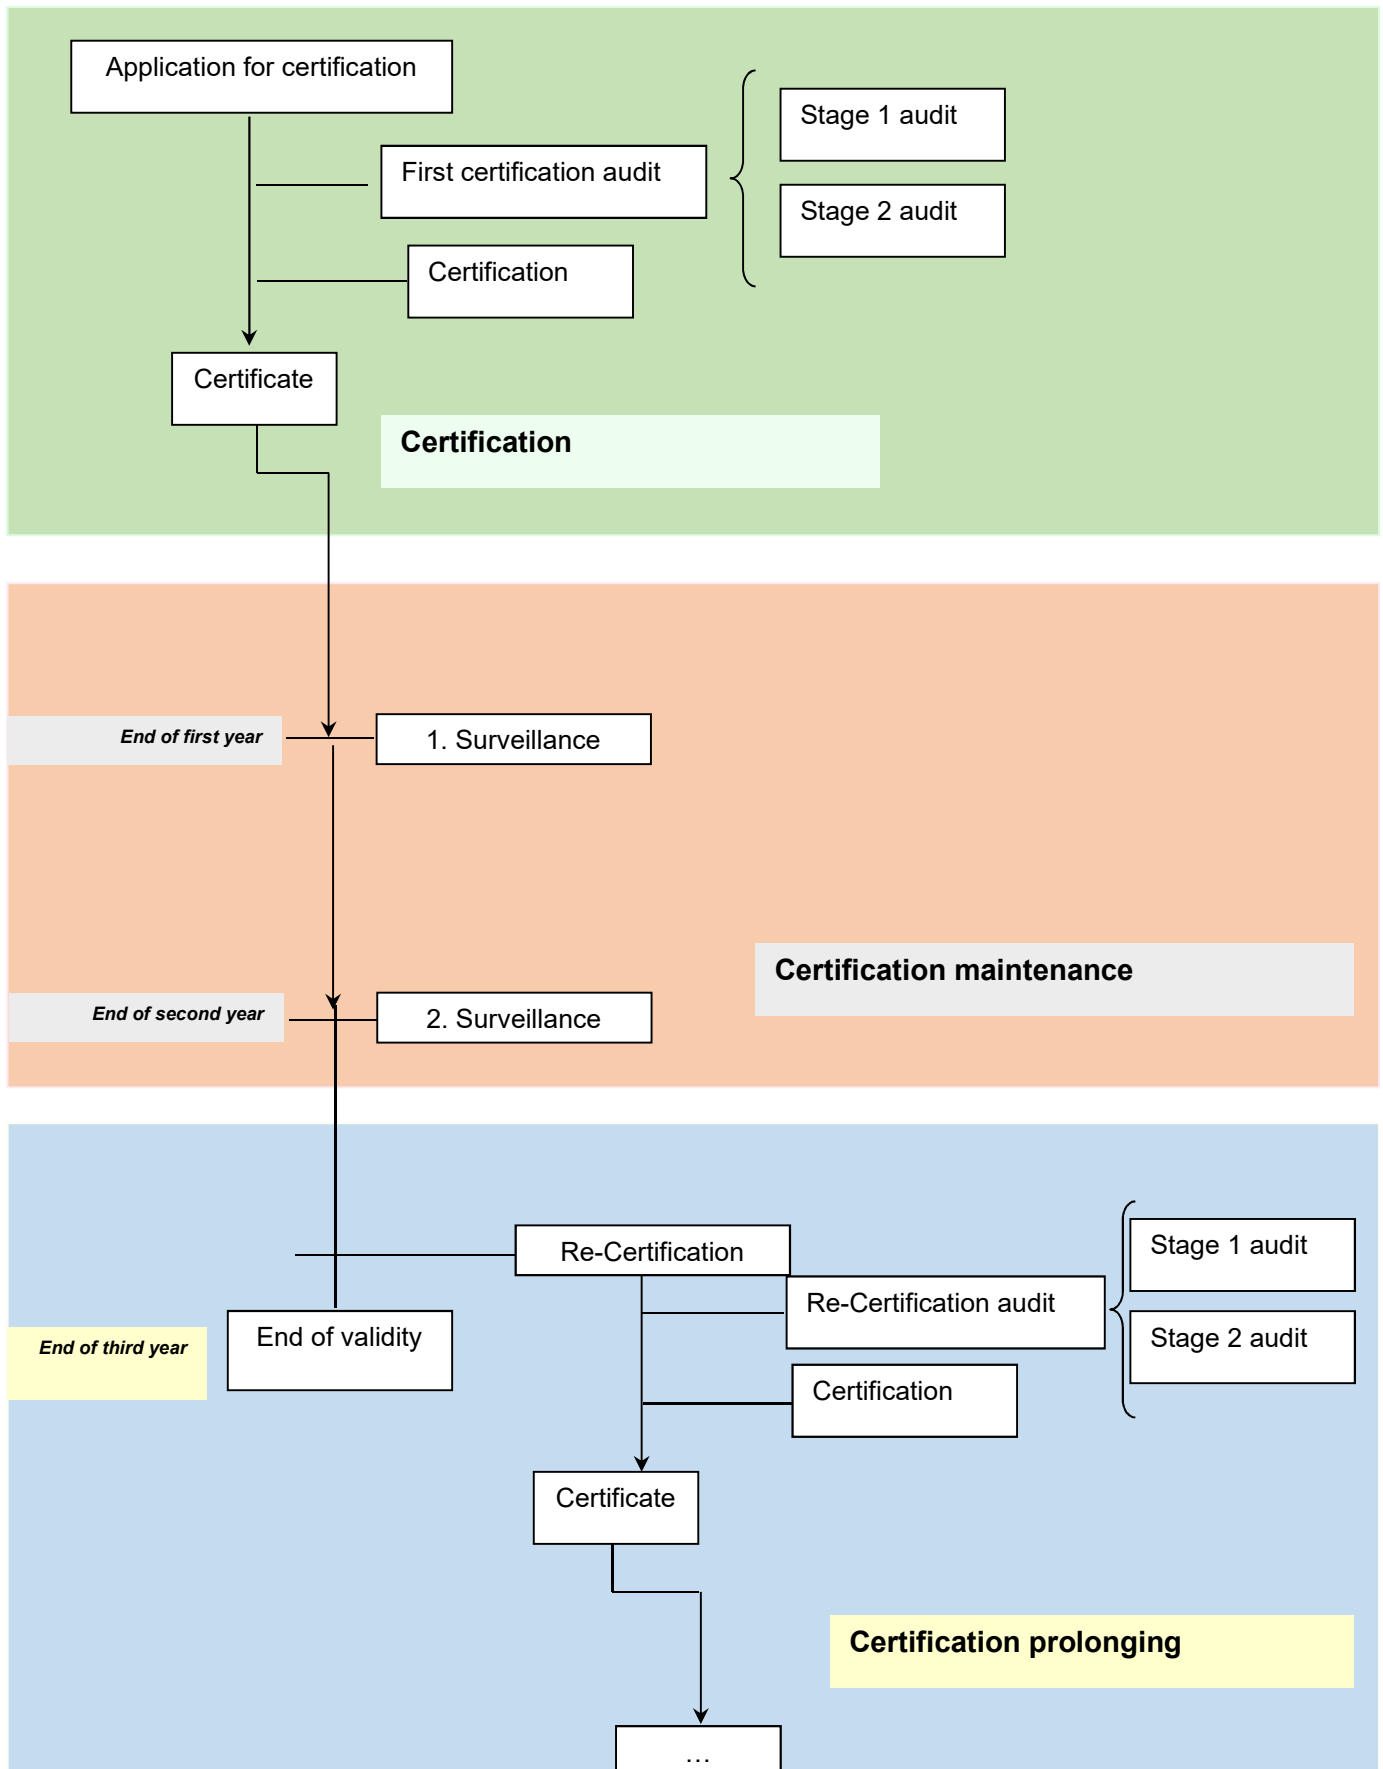 Application for certification
Stage 1 audit
First certification audit
Stage 2 audit
Certification
Certificate
Certification
End of first year
1. Surveillance
Certification maintenance
End of second year
2. Surveillance
Re-Certification
Stage 1 audit
Re-Certification audit
End of third year
End of validity
Stage 2 audit
Certification
Certificate
Certification prolonging
…